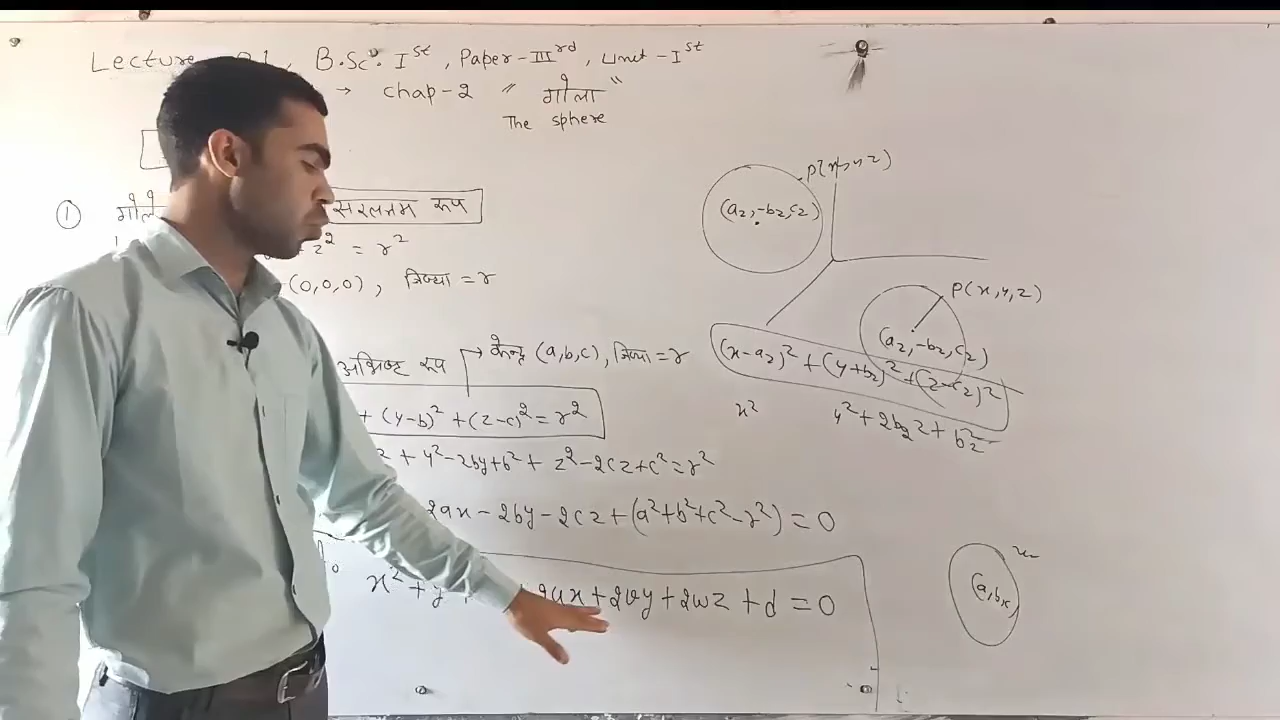 Lecture 01, B.Sc. Iˢᵗ, Paper-IIIʳᵈ, Unit-Iˢᵗ
→ chap-2 " गोला "
The sphere
① गोले सरलतम रूप
z² = r²
(0,0,0), त्रिज्या = r
अभिष्ट रूप → केन्द्र (a,b,c), त्रिज्या = r
+ (y-b)² + (z-c)² = r²
+ y²-2by+b² + z²-2cz+c² = r²
2ax - 2by - 2cz + (a²+b²+c²-r²) = 0
x² + y + 2ux + 2vy + 2wz + d = 0
P(x,y,z)
(a₂,-b₂,c₂)
P(x,y,z)
(a₂,-b₂,c₂)
(x-a₂)² + (y+b₂)² + (z-c₂)²
x² y² + 2b₂z + b₂²
(a,b,c)